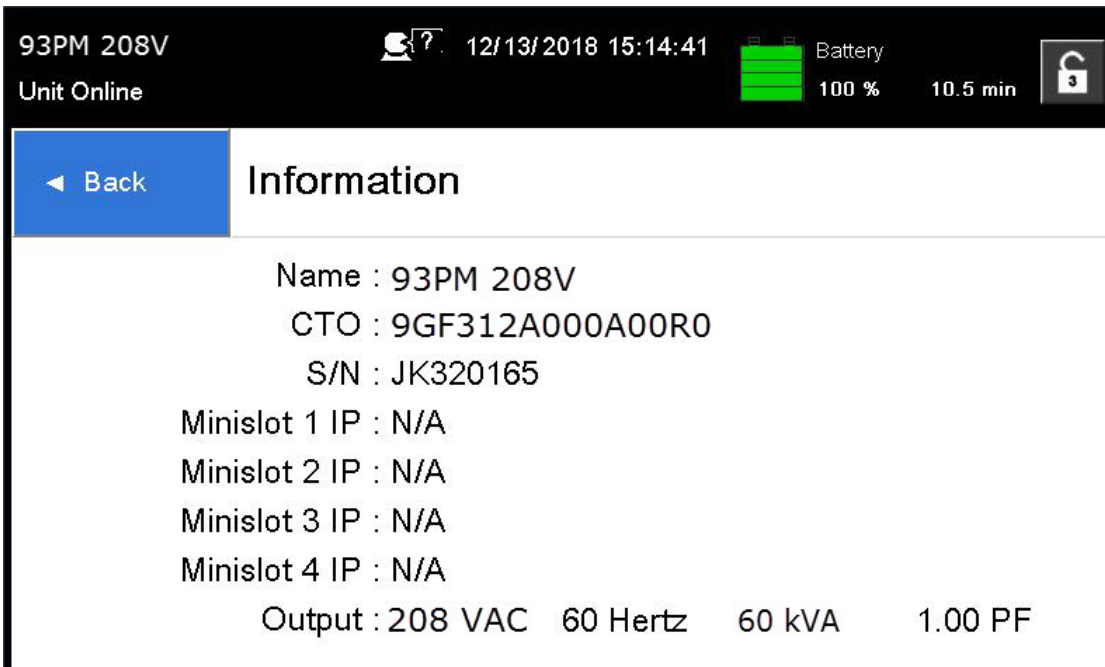 93PM 208V ? 12/13/2018 15:14:41 Battery
Unit Online 100 % 10.5 min 3
◄ Back Information
Name : 93PM 208V
CTO : 9GF312A000A00R0
S/N : JK320165
Minislot 1 IP : N/A
Minislot 2 IP : N/A
Minislot 3 IP : N/A
Minislot 4 IP : N/A
Output : 208 VAC 60 Hertz 60 kVA 1.00 PF